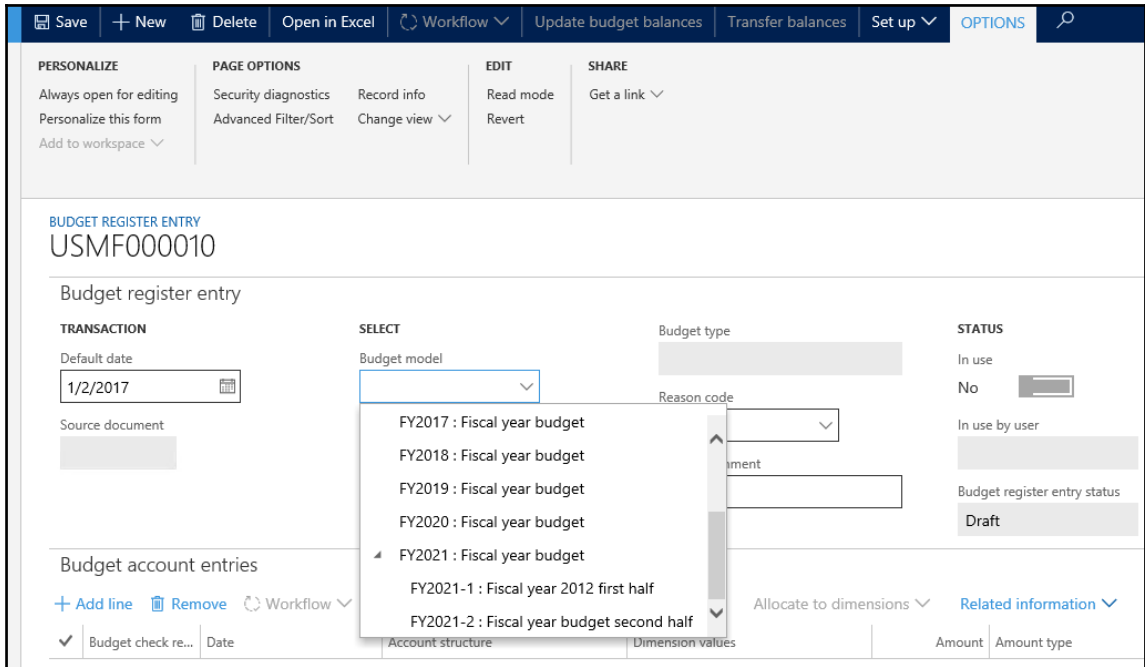 Save + New Delete Open in Excel Workflow Update budget balances Transfer balances Set up OPTIONS
PERSONALIZE
Always open for editing
Personalize this form
Add to workspace
PAGE OPTIONS
Security diagnostics Record info
Advanced Filter/Sort Change view
EDIT
Read mode
Revert
SHARE
Get a link
BUDGET REGISTER ENTRY
USMF000010
Budget register entry
TRANSACTION
Default date
1/2/2017
Source document
SELECT
Budget model
FY2017 : Fiscal year budget
FY2018 : Fiscal year budget
FY2019 : Fiscal year budget
FY2020 : Fiscal year budget
FY2021 : Fiscal year budget
FY2021-1 : Fiscal year 2012 first half
FY2021-2 : Fiscal year budget second half
Budget type
Reason code
mment
STATUS
In use
No
In use by user
Budget register entry status
Draft
Budget account entries
+ Add line Remove Workflow Allocate to dimensions Related information
Budget check re... Date Account structure Dimension values Amount Amount type